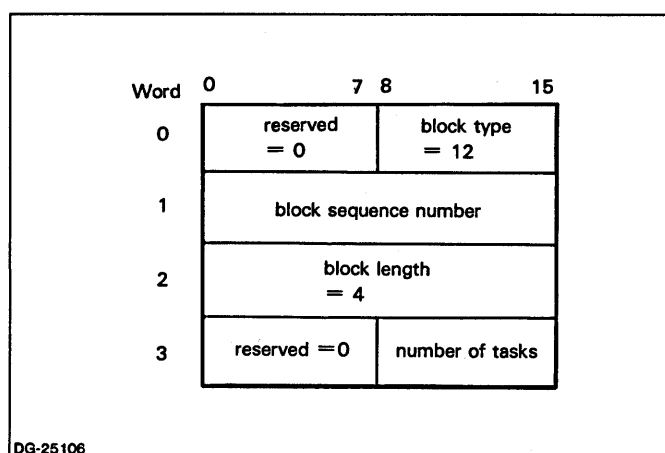 Word 0 7 8 15
0 reserved = 0 block type = 12
1 block sequence number
2 block length = 4
3 reserved =0 number of tasks
DG-25106